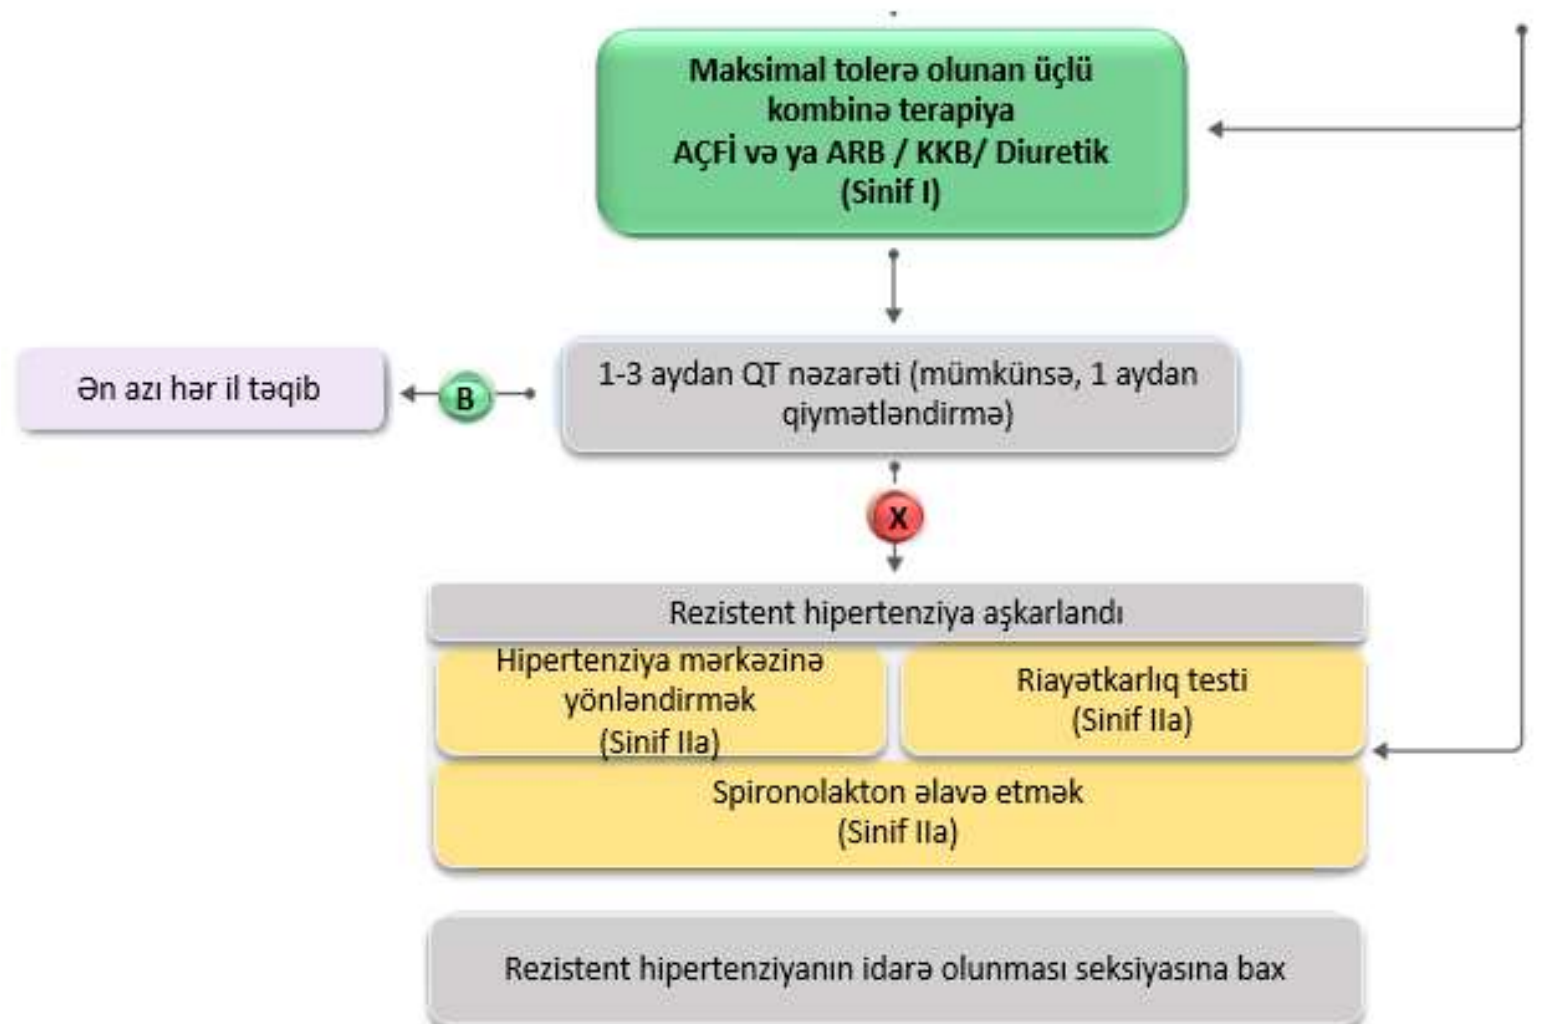 Maksimal tolerə olunan üçlü
kombinə terapiya
AÇFİ və ya ARB / KKB/ Diuretik
(Sinif I)
1-3 aydan QT nəzarəti (mümkünsə, 1 aydan
qiymətləndirmə)
Ən azı hər il təqib
B
X
Rezistent hipertenziya aşkarlandı
Hipertenziya mərkəzinə
yönləndirmək
(Sinif IIa)
Riayətkarlıq testi
(Sinif IIa)
Spironolakton əlavə etmək
(Sinif IIa)
Rezistent hipertenziyanın idarə olunması seksiyasına bax